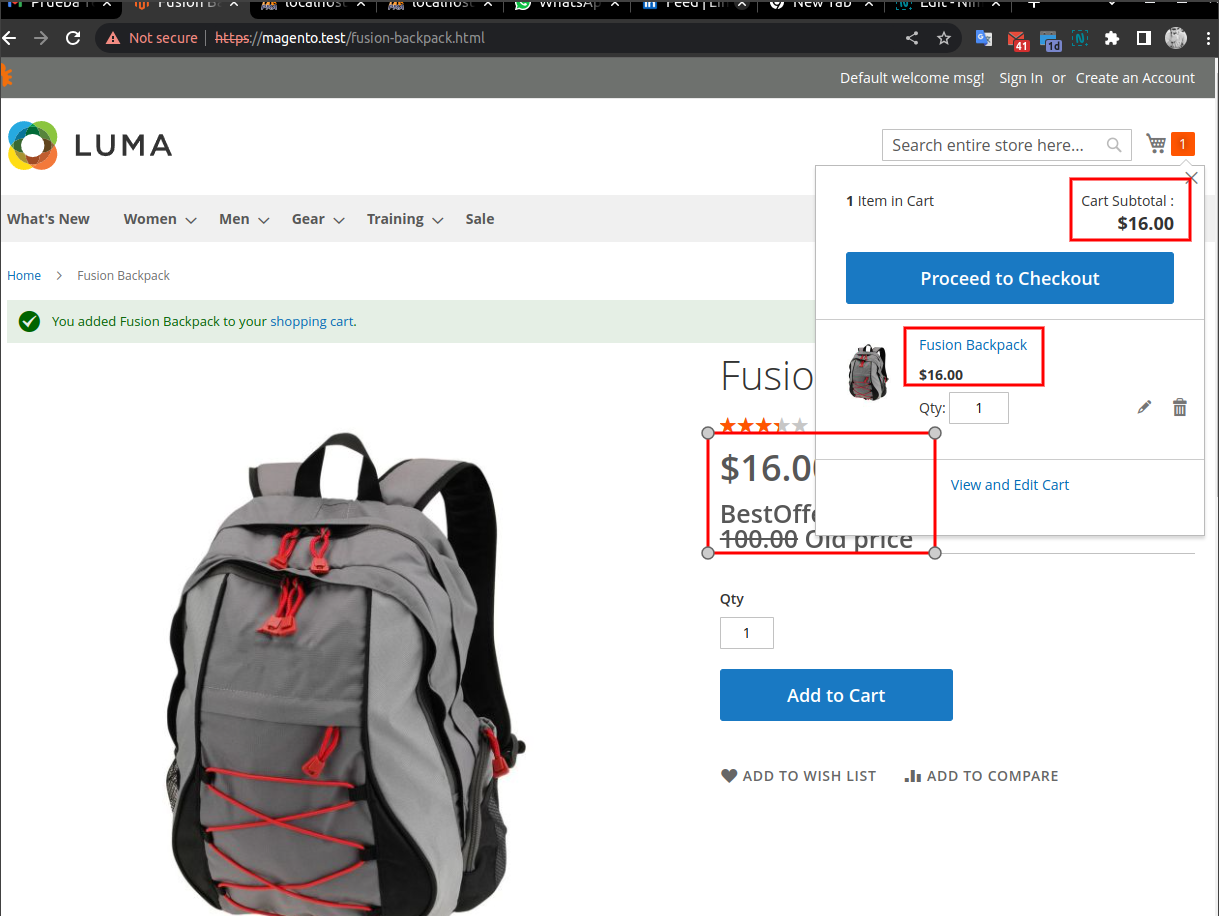 Prueba T
Fusion B
localhost
localhost
WhatsAp
Feed | Lin
New Tab
Edit - Nim
Not secure https://magento.test/fusion-backpack.html
41
1d
Default welcome msg! Sign In or Create an Account
LUMA
Search entire store here...
1
What's New Women Men Gear Training Sale
1 Item in Cart
Cart Subtotal :
$16.00
Proceed to Checkout
Home > Fusion Backpack
You added Fusion Backpack to your shopping cart.
Fusion Backpack
$16.00
Qty: 1
View and Edit Cart
Fusio
$16.0
BestOffe
100.00 Old price
Qty
1
Add to Cart
ADD TO WISH LIST ADD TO COMPARE